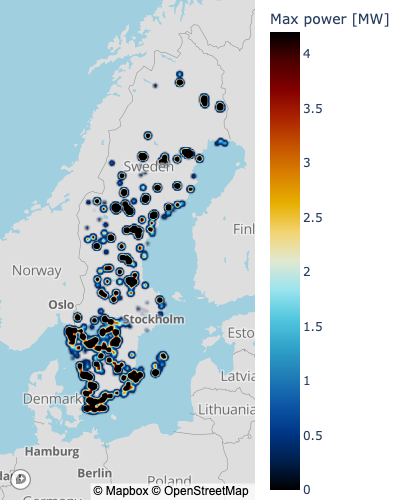 Max power [MW]
4
3.5
3
2.5
2
1.5
1
0.5
0
Sweden
Finl
Norway
Oslo
Stockholm
Esto
Latvia
Denmark
Lithuania
Hamburg
Berlin
Poland
Germany
© Mapbox © OpenStreetMap